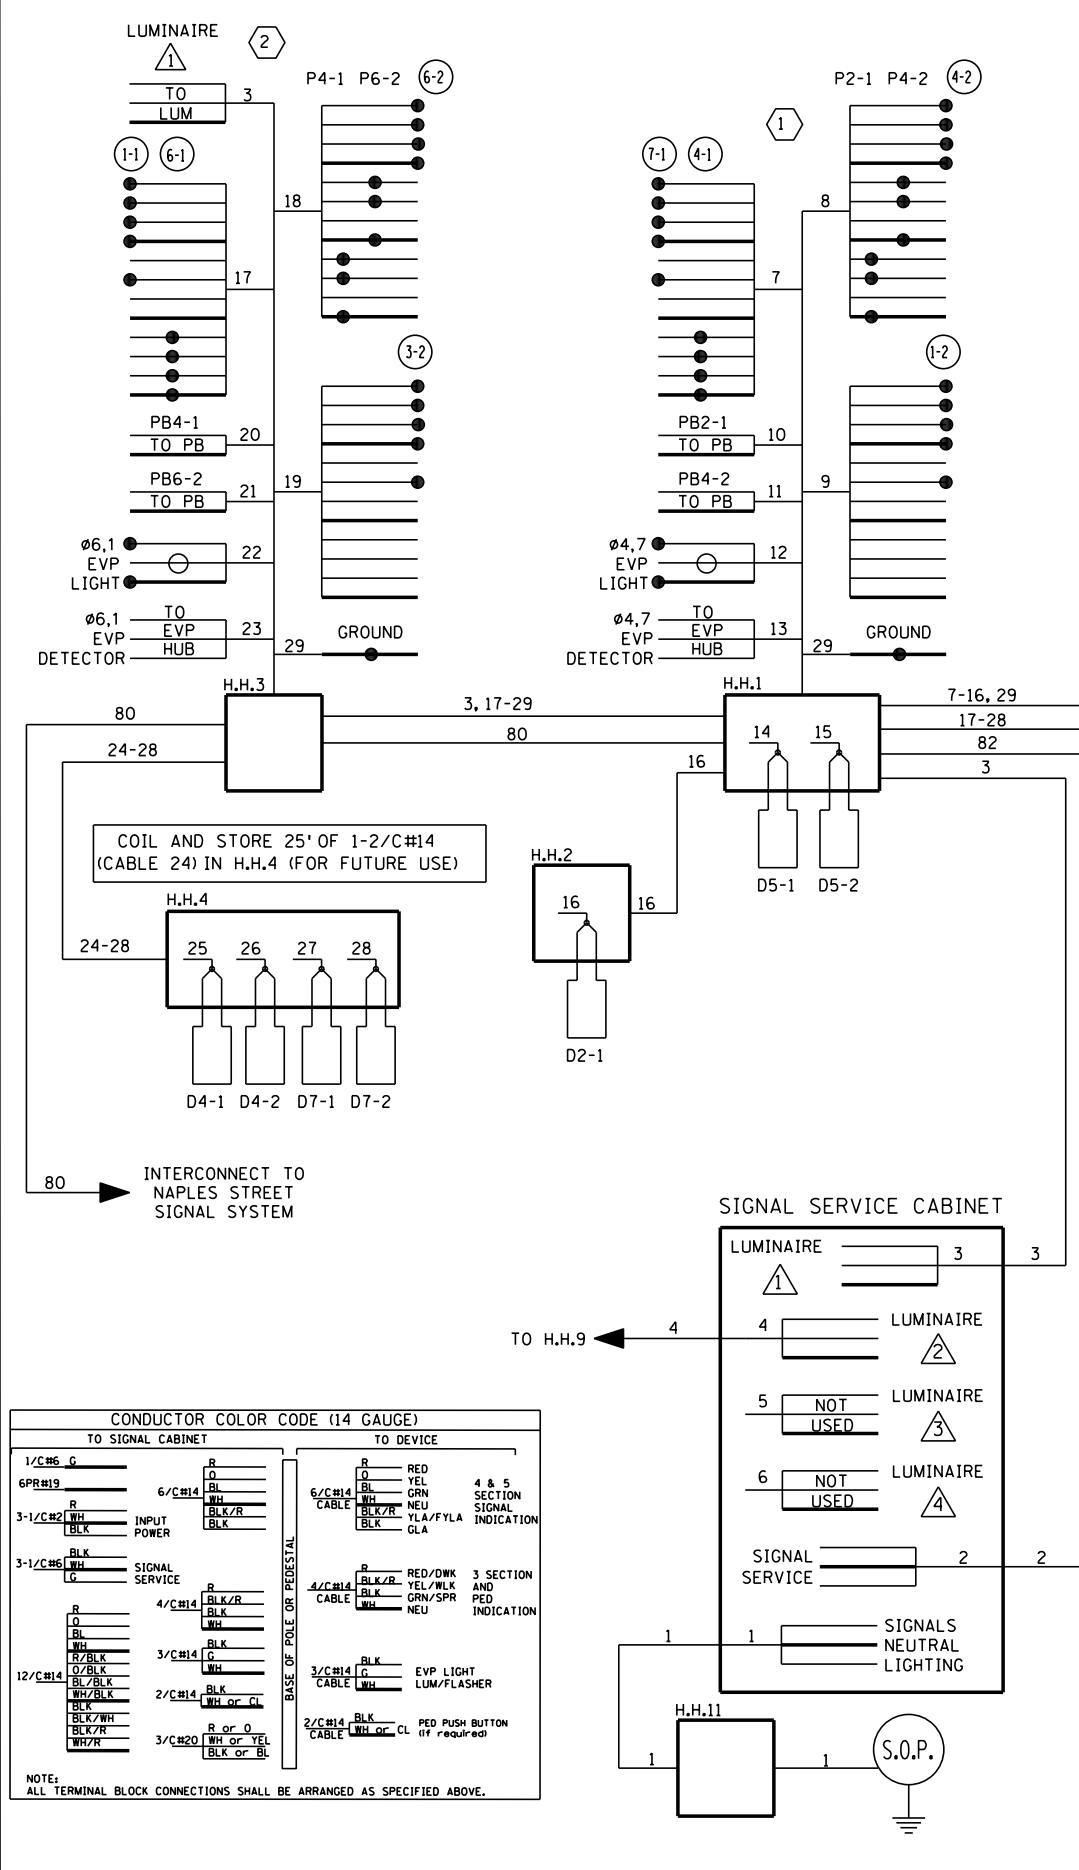 LUMINAIRE
1
2
TO
LUM
3
P4-1 P6-2 6-2
1-1 6-1
18
17
3-2
PB4-1
TO PB
20
PB6-2
TO PB
21
19
ø6,1
EVP
LIGHT
22
ø6,1
EVP
DETECTOR
TO
EVP
HUB
23
29
GROUND
P2-1 P4-2 4-2
1
7-1 4-1
8
7
1-2
PB2-1
TO PB
10
PB4-2
TO PB
11
9
ø4,7
EVP
LIGHT
12
ø4,7
EVP
DETECTOR
TO
EVP
HUB
13
29
GROUND
H.H.3
80
24-28
3, 17-29
80
H.H.1
14
15
7-16, 29
17-28
82
3
16
D5-1 D5-2
COIL AND STORE 25' OF 1-2/C#14
(CABLE 24) IN H.H.4 (FOR FUTURE USE)
H.H.2
16
16
D2-1
H.H.4
24-28
25 26 27 28
D4-1 D4-2 D7-1 D7-2
80
INTERCONNECT TO
NAPLES STREET
SIGNAL SYSTEM
SIGNAL SERVICE CABINET
LUMINAIRE
1
3
3
TO H.H.9
4
4
LUMINAIRE
2
5
NOT
USED
LUMINAIRE
3
6
NOT
USED
LUMINAIRE
4
SIGNAL
SERVICE
2
2
1
1
SIGNALS
NEUTRAL
LIGHTING
H.H.11
1
1
S.O.P.
CONDUCTOR COLOR CODE (14 GAUGE)
TO SIGNAL CABINET
TO DEVICE
1/C#6 G
6PR#19
3-1/C#2
R
WH
BLK
INPUT
POWER
3-1/C#6
BLK
WH
G
SIGNAL
SERVICE
12/C#14
R
O
BL
WH
R/BLK
O/BLK
BL/BLK
WH/BLK
BLK
BLK/WH
BLK/R
WH/R
6/C#14
R
O
BL
WH
BLK/R
BLK
4/C#14
R
BLK/R
BLK
WH
3/C#14
BLK
G
WH
2/C#14
BLK
WH or CL
3/C#20
R or O
WH or YEL
BLK or BL
BASE OF POLE OR PEDESTAL
6/C#14
CABLE
R RED
O YEL
BL GRN
WH NEU
BLK/R YLA/FYLA
BLK GLA
4 & 5
SECTION
SIGNAL
INDICATION
4/C#14
CABLE
R RED/DWK
BLK/R YEL/WLK
BLK GRN/SPR
WH NEU
3 SECTION
AND
PED
INDICATION
3/C#14
CABLE
BLK
G
WH
EVP LIGHT
LUM/FLASHER
2/C#14
CABLE
BLK
WH or CL
PED PUSH BUTTON
(if required)
NOTE:
ALL TERMINAL BLOCK CONNECTIONS SHALL BE ARRANGED AS SPECIFIED ABOVE.